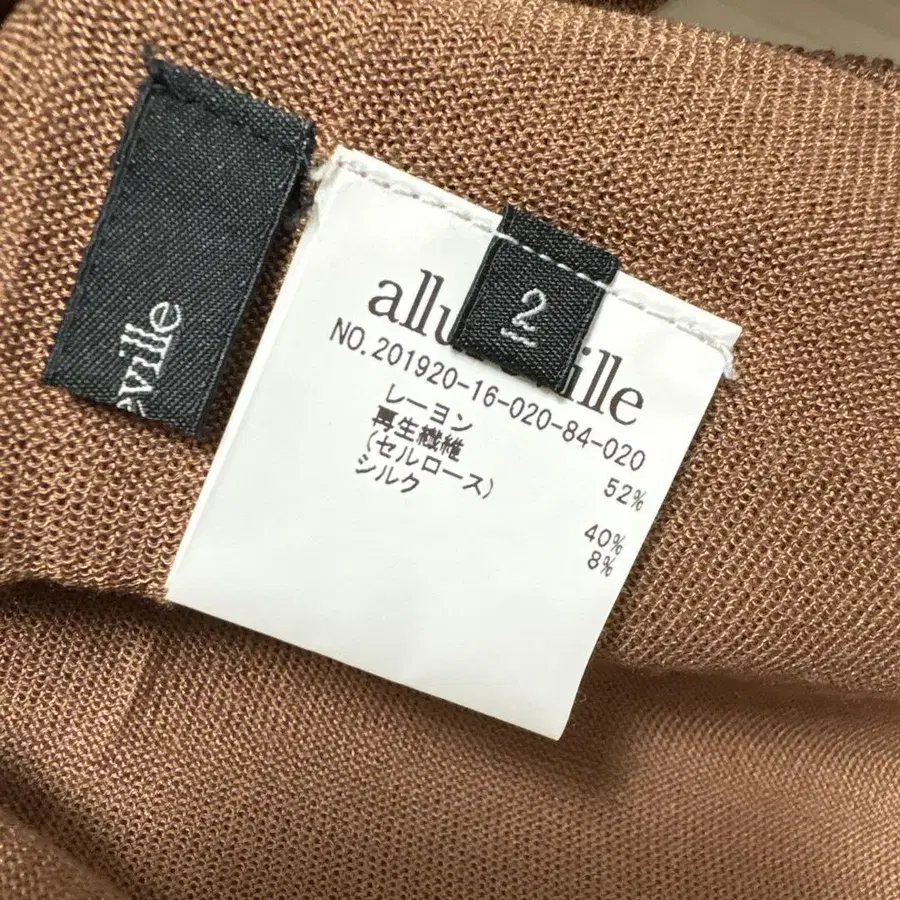 eville
2
allu ille
NO.201920-16-020-84-020
レーヨン 52%
再生繊維
(セルロース) 40%
シルク 8%